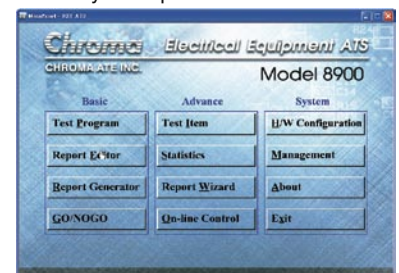 Chroma Electrical Equipment ATS
CHROMA ATE INC.
Model 8900
Basic Advance System
Test Program Test Item H/W Configuration
Report Editor Statistics Management
Report Generator Report Wizard About
GO/NOGO On-line Control Exit